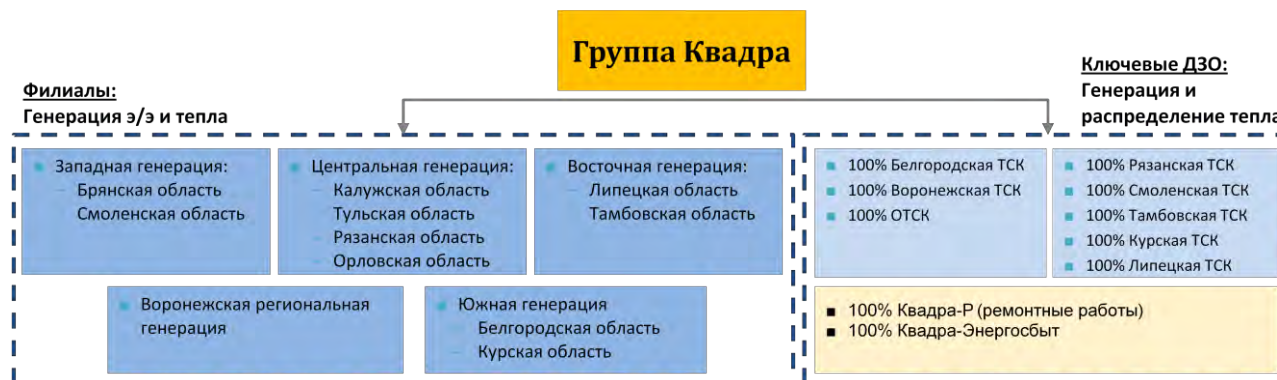 Группа Квадра
Филиалы:
Генерация э/э и тепла
Западная генерация:
Брянская область
Смоленская область
Центральная генерация:
Калужская область
Тульская область
Рязанская область
Орловская область
Восточная генерация:
Липецкая область
Тамбовская область
Воронежская региональная
генерация
Южная генерация
Белгородская область
Курская область
Ключевые ДЗО:
Генерация и
распределение тепла
100% Белгородская ТСК
100% Воронежская ТСК
100% ОТСК
100% Рязанская ТСК
100% Смоленская ТСК
100% Тамбовская ТСК
100% Курская ТСК
100% Липецкая ТСК
100% Квадра-Р (ремонтные работы)
100% Квадра-Энергосбыт